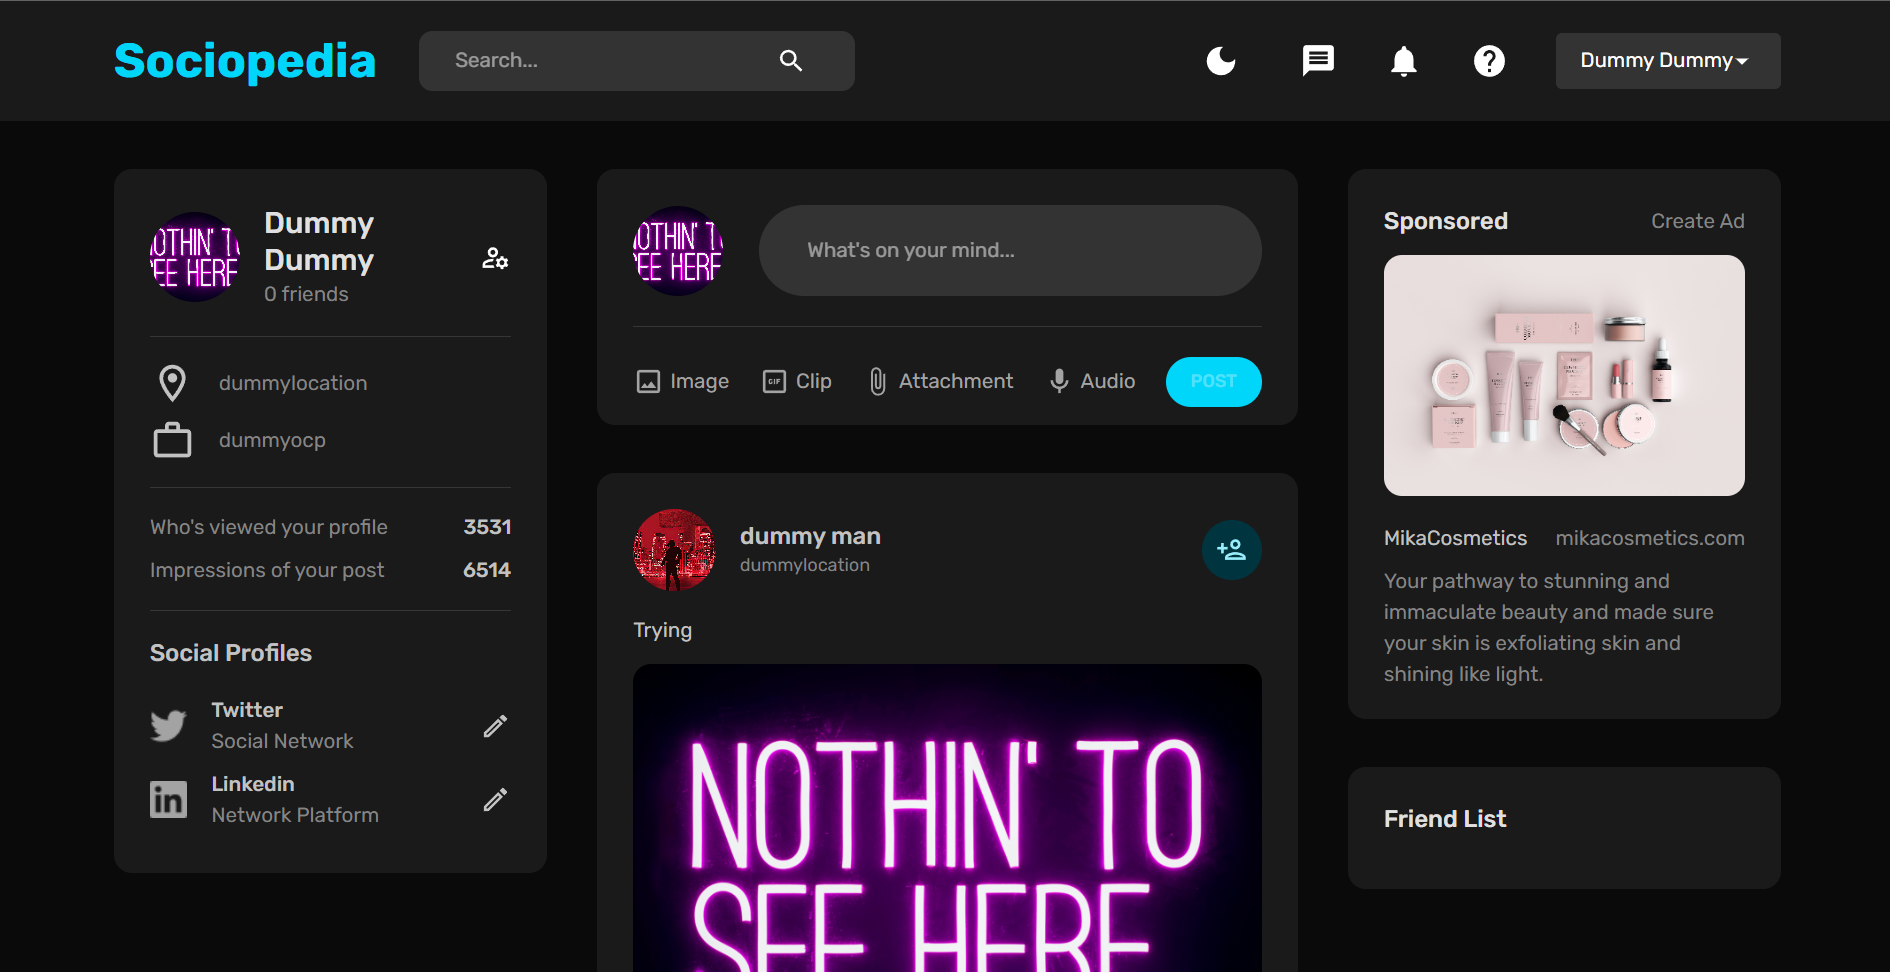 Sociopedia
Search...
Dummy Dummy
OTHIN' T
EE HERE
Dummy
Dummy
0 friends
dummylocation
dummyocp
Who's viewed your profile 3531
Impressions of your post 6514
Social Profiles
Twitter
Social Network
in
Linkedin
Network Platform
OTHIN' T
EE HERE
What's on your mind...
Image
GIF Clip
Attachment
Audio
POST
dummy man
dummylocation
Trying
NOTHIN' TO
SEE HERE
Sponsored
Create Ad
MikaCosmetics
mikacosmetics.com
Your pathway to stunning and
immaculate beauty and made sure
your skin is exfoliating skin and
shining like light.
Friend List